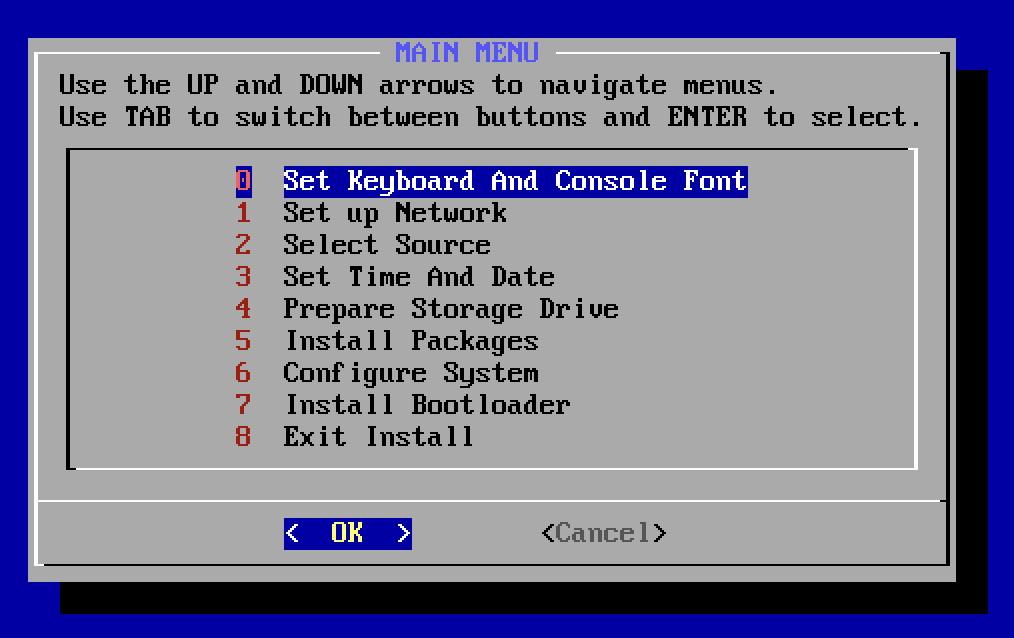 MAIN MENU
Use the UP and DOWN arrows to navigate menus.
Use TAB to switch between buttons and ENTER to select.
0 Set Keyboard And Console Font
1 Set up Network
2 Select Source
3 Set Time And Date
4 Prepare Storage Drive
5 Install Packages
6 Configure System
7 Install Bootloader
8 Exit Install
< OK > <Cancel>